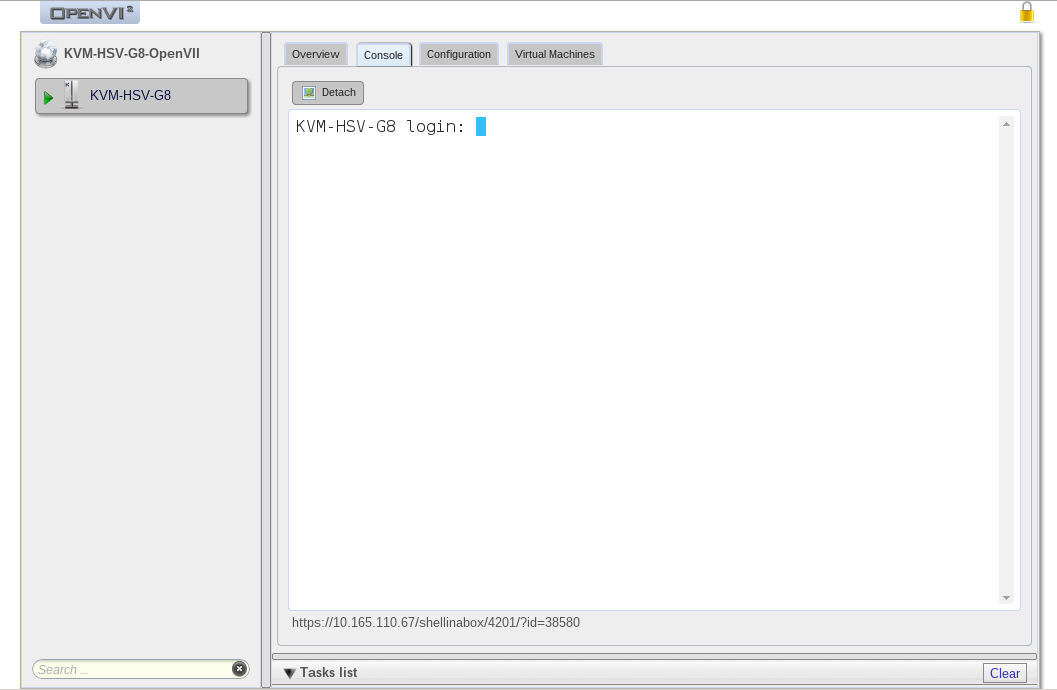 OPENVI²
KVM-HSV-G8-OpenVII
KVM-HSV-G8
Overview
Console
Configuration
Virtual Machines
Detach
KVM-HSV-G8 login:
https://10.165.110.67/shellinabox/4201/?id=38580
Search ...
Tasks list
Clear